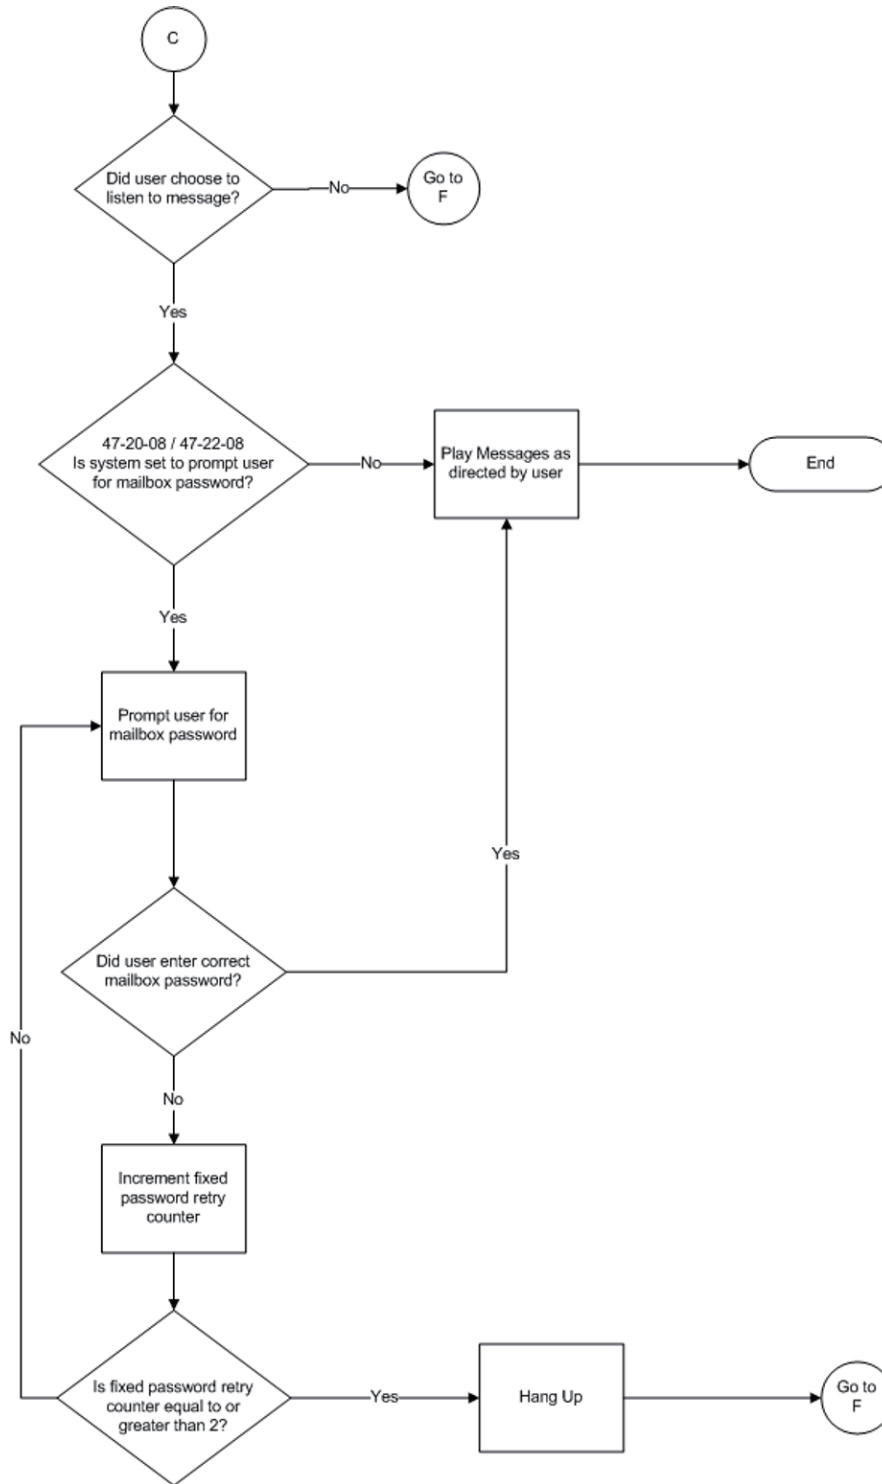 C
Did user choose to
listen to message?
No
Go to
F
Yes
47-20-08 / 47-22-08
Is system set to prompt user
for mailbox password?
No
Play Messages as
directed by user
End
Yes
Prompt user for
mailbox password
Yes
Did user enter correct
mailbox password?
No
No
Increment fixed
password retry
counter
Is fixed password retry
counter equal to or
greater than 2?
Yes
Hang Up
Go to
F